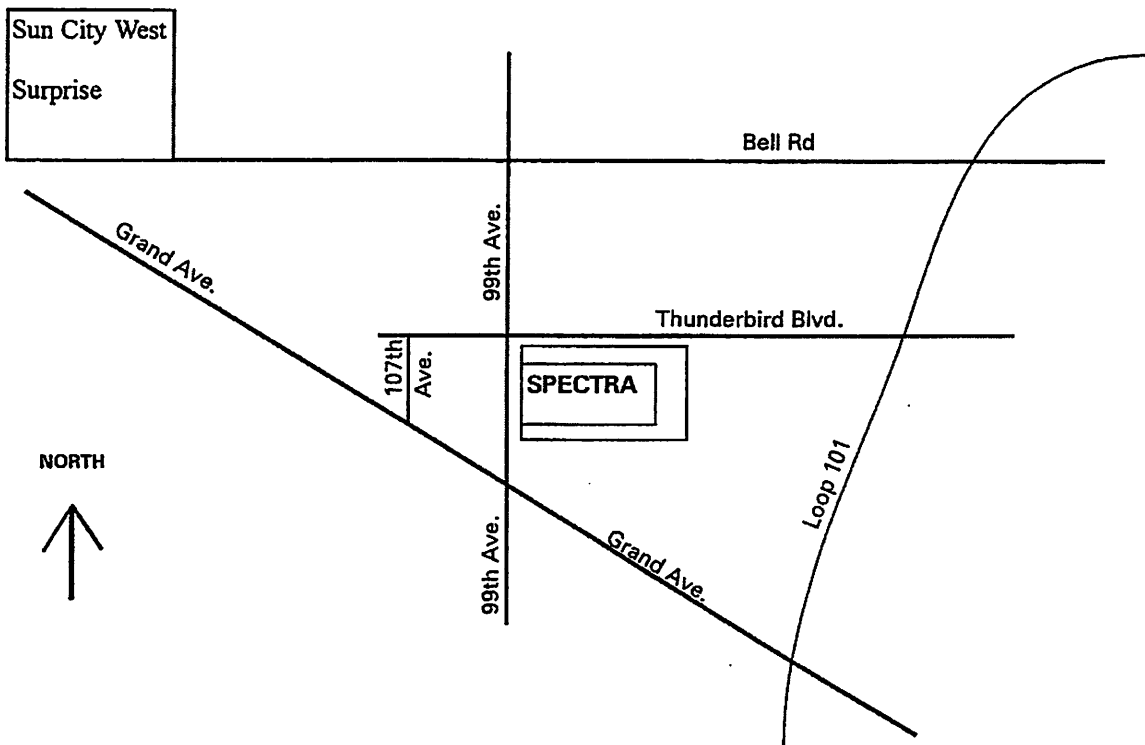 Sun City West
Surprise
Bell Rd
Grand Ave.
99th Ave.
Thunderbird Blvd.
107th
Ave.
SPECTRA
NORTH
Loop 101
99th Ave.
Grand Ave.